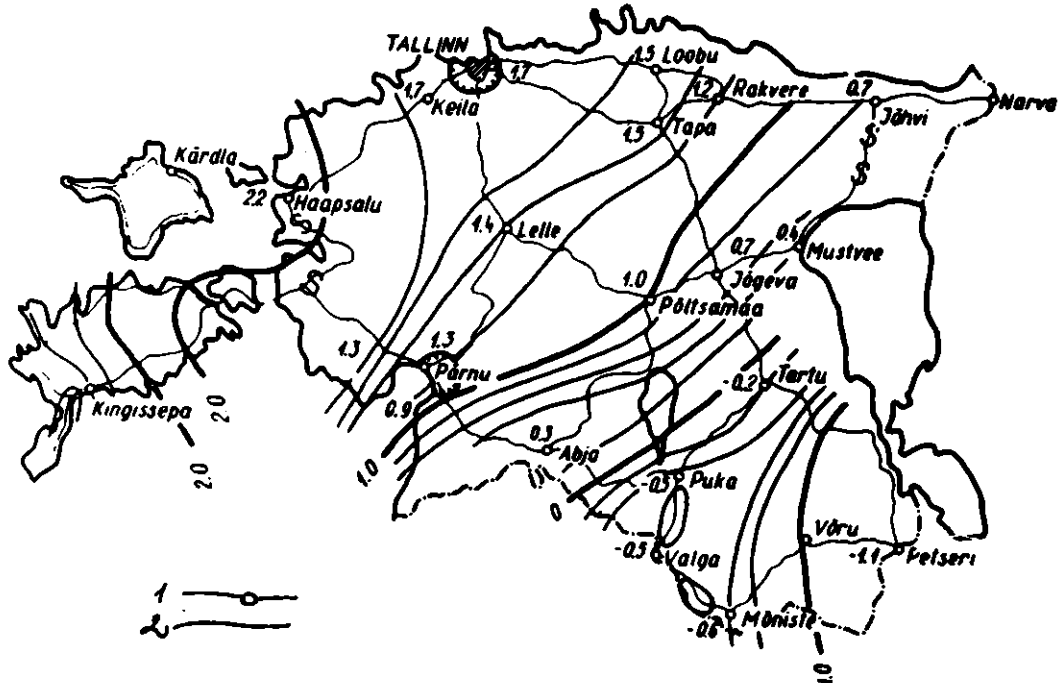 TALLINN
1.7
1.5 Loobu
1.7
Keila
1.2 Rakvere
0.7
Jõhvi
Narva
1.5
Tapa
Kärdla
2.2
Haapsalu
1.4
Lelle
0.4
Mustvee
0.7
Jõgeva
1.0
Põltsamaa
1.3
1.3
Pärnu
0.9
-0.2
Tartu
Kingissepa
2.0
2.0
1.0
0.3
Abja
0
-0.5
Puka
-0.5
Valga
Võru
-1.1
Petseri
-0.6
Mõniste
1.0
1
2